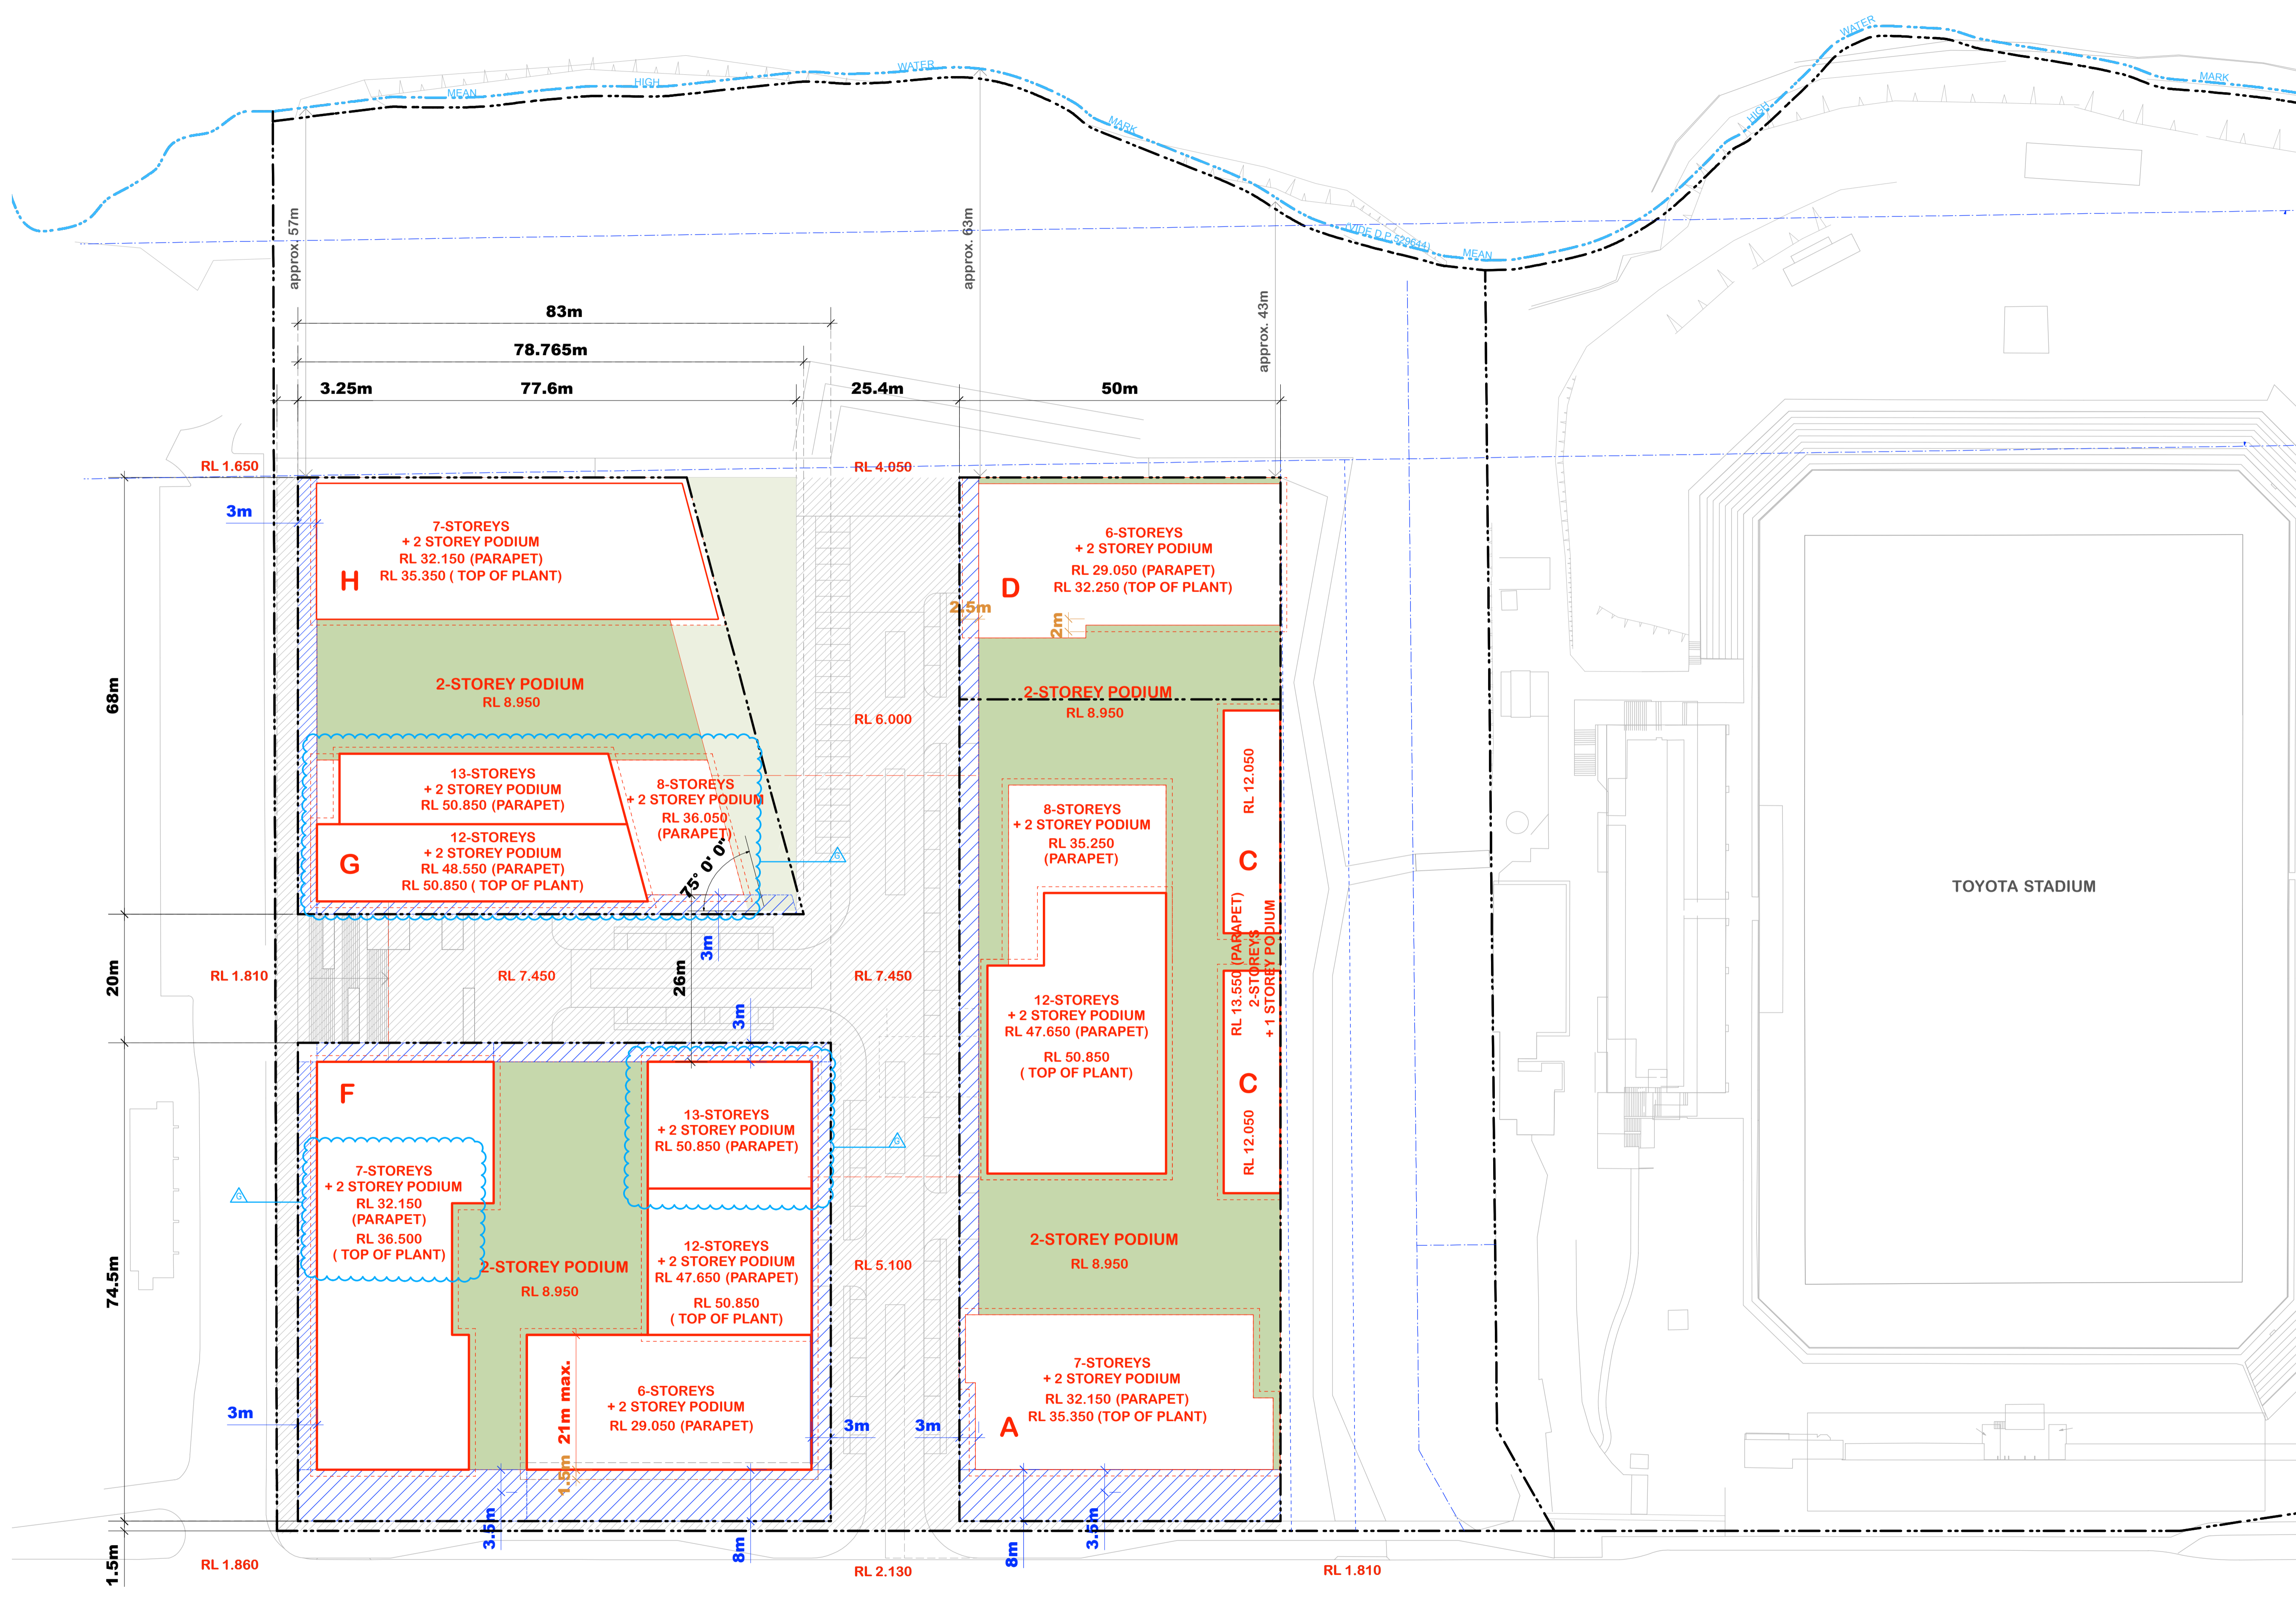 WATER
WATER
MEAN
HIGH
MARK
MARK
HIGH
(VIDE D.P 529644)
MEAN
approx. 57m
approx. 63m
approx. 43m
83m
78.765m
3.25m
77.6m
25.4m
50m
RL 1.650
RL 4.050
3m
7-STOREYS
+ 2 STOREY PODIUM
RL 32.150 (PARAPET)
RL 35.350 ( TOP OF PLANT)
H
6-STOREYS
+ 2 STOREY PODIUM
RL 29.050 (PARAPET)
RL 32.250 (TOP OF PLANT)
D
2.5m
2m
68m
2-STOREY PODIUM
RL 8.950
2-STOREY PODIUM
RL 8.950
RL 6.000
13-STOREYS
+ 2 STOREY PODIUM
RL 50.850 (PARAPET)
8-STOREYS
+ 2 STOREY PODIUM
RL 36.050
(PARAPET)
12-STOREYS
+ 2 STOREY PODIUM
RL 48.550 (PARAPET)
RL 50.850 ( TOP OF PLANT)
G
75° 0' 0"
G
8-STOREYS
+ 2 STOREY PODIUM
RL 35.250
(PARAPET)
RL 12.050
C
TOYOTA STADIUM
RL 13.550 (PARAPET)
2-STOREYS
+ 1 STOREY PODIUM
3m
20m
RL 1.810
RL 7.450
26m
RL 7.450
3m
12-STOREYS
+ 2 STOREY PODIUM
RL 47.650 (PARAPET)
RL 50.850
( TOP OF PLANT)
C
RL 12.050
F
13-STOREYS
+ 2 STOREY PODIUM
RL 50.850 (PARAPET)
G
7-STOREYS
+ 2 STOREY PODIUM
RL 32.150
(PARAPET)
RL 36.500
( TOP OF PLANT)
G
2-STOREY PODIUM
RL 8.950
12-STOREYS
+ 2 STOREY PODIUM
RL 47.650 (PARAPET)
RL 50.850
( TOP OF PLANT)
RL 5.100
2-STOREY PODIUM
RL 8.950
74.5m
7-STOREYS
+ 2 STOREY PODIUM
RL 32.150 (PARAPET)
RL 35.350 (TOP OF PLANT)
A
6-STOREYS
+ 2 STOREY PODIUM
RL 29.050 (PARAPET)
21m max.
1.5m
3m
3m
3m
3.5m
8m
8m
3.5m
1.5m
RL 1.860
RL 2.130
RL 1.810